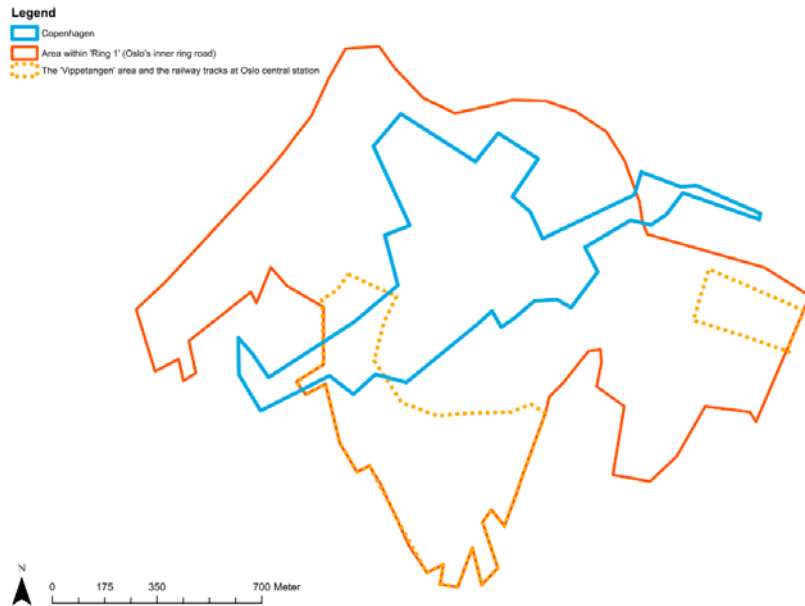 Legend
Copenhagen
Area within 'Ring 1' (Oslo's inner ring road)
The 'Vippetangen' area and the railway tracks at Oslo central station
N
0 175 350 700 Meter